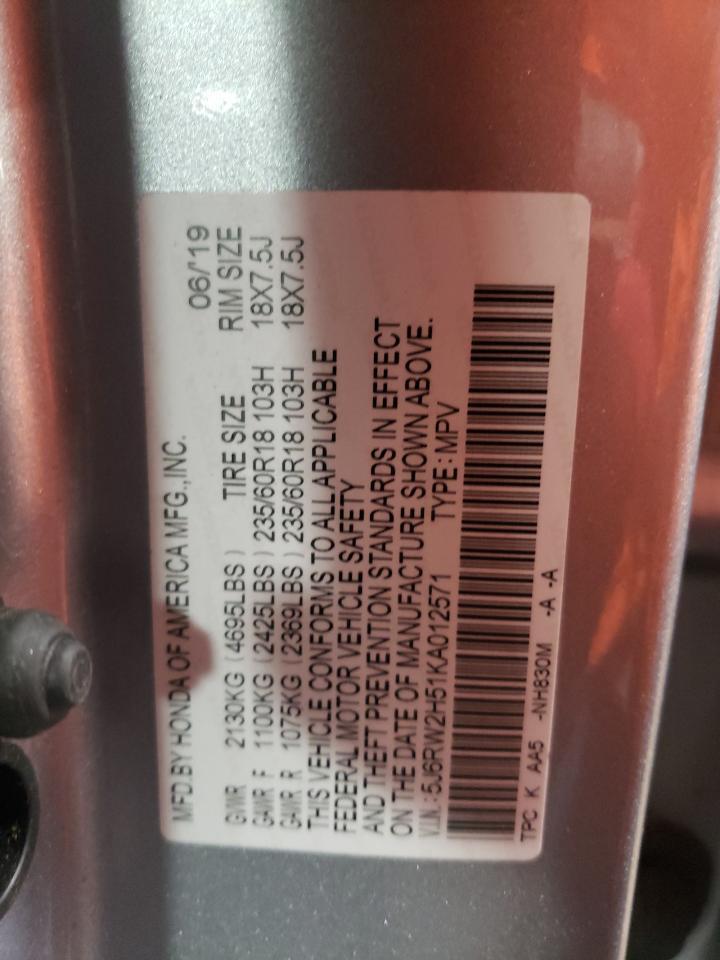 MFD.BY HONDA OF AMERICA MFG.,INC. 06/'19
GVWR 2130KG (4695LBS) TIRE SIZE RIM SIZE
GAWR F 1100KG (2425LBS) 235/60R18 103H 18X7.5J
GAWR R 1075KG (2369LBS) 235/60R18 103H 18X7.5J
THIS VEHICLE CONFORMS TO ALL APPLICABLE
FEDERAL MOTOR VEHICLE SAFETY
AND THEFT PREVENTION STANDARDS IN EFFECT
ON THE DATE OF MANUFACTURE SHOWN ABOVE.
V.I.N.: 5J6RW2H51KA012571 TYPE: MPV
TPC K AA5 -NH830M -A -A